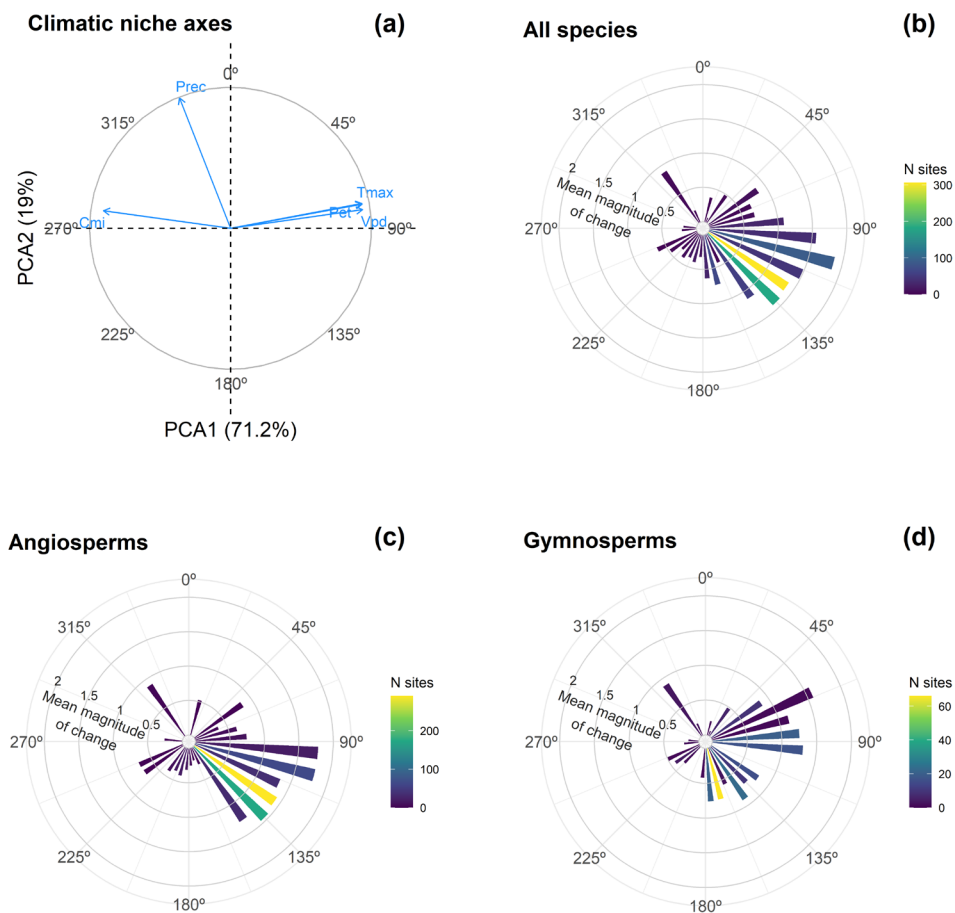 Climatic niche axes
(a)
0º
Prec
315º
45º
Tmax
Pet
Vpd
Cmi
270º
90º
225º
135º
180º
PCA2 (19%)
PCA1 (71.2%)
All species
(b)
0º
315º
45º
2
1.5
1
0.5
Mean magnitude
of change
270º
90º
225º
135º
180º
N sites
300
200
100
0
Angiosperms
(c)
0º
315º
45º
2
1.5
1
0.5
Mean magnitude
of change
270º
90º
225º
135º
180º
N sites
200
100
0
Gymnosperms
(d)
0º
315º
45º
2
1.5
1
0.5
Mean magnitude
of change
270º
90º
225º
135º
180º
N sites
60
40
20
0